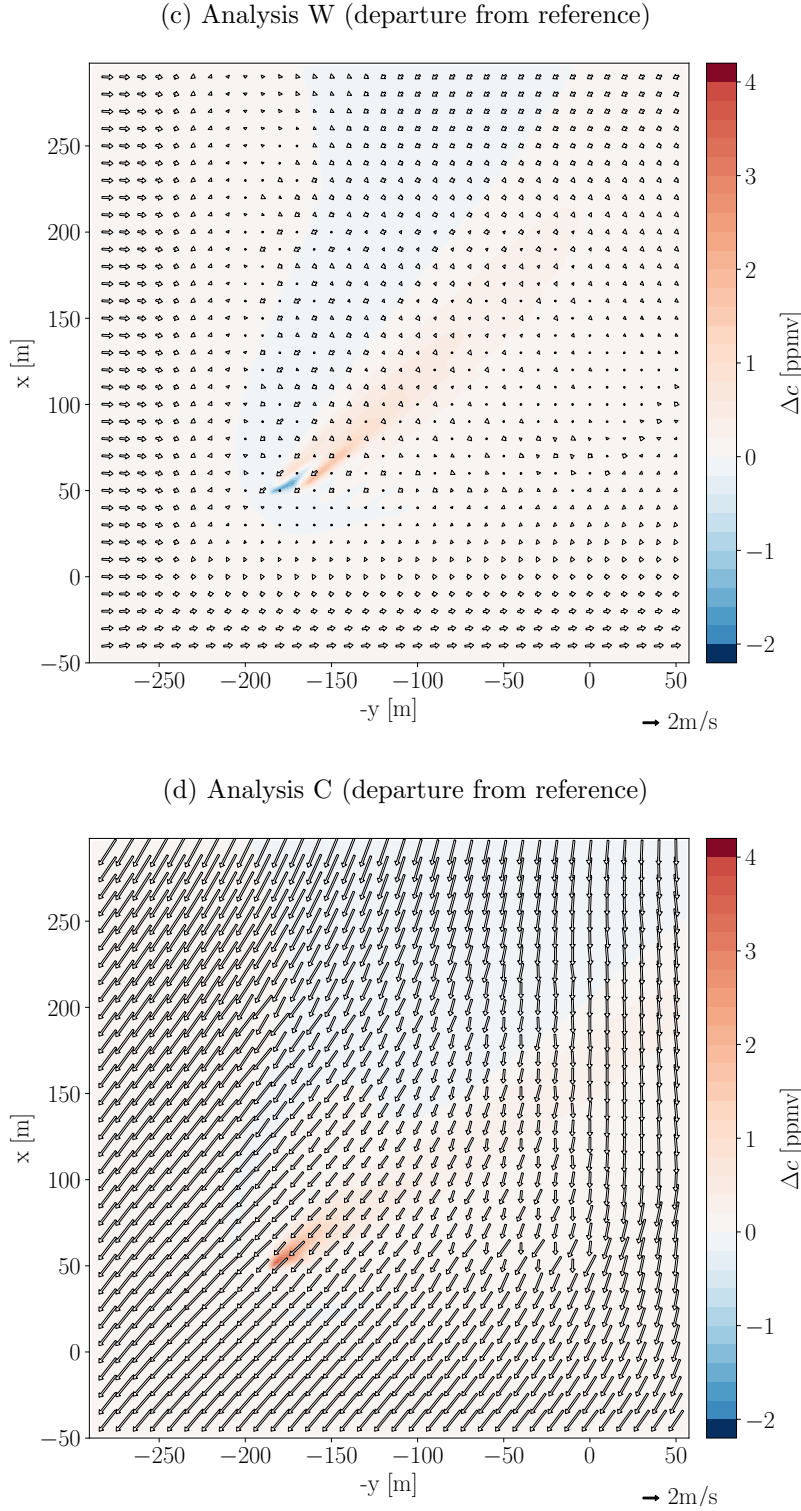 (c) Analysis W (departure from reference)
250
200
150
100
50
0
−50
x [m]
−250 −200 −150 −100 −50 0 50
-y [m]
2m/s
4
3
2
1
0
−1
−2
Δc [ppmv]
(d) Analysis C (departure from reference)
250
200
150
100
50
0
−50
x [m]
−250 −200 −150 −100 −50 0 50
-y [m]
2m/s
4
3
2
1
0
−1
−2
Δc [ppmv]